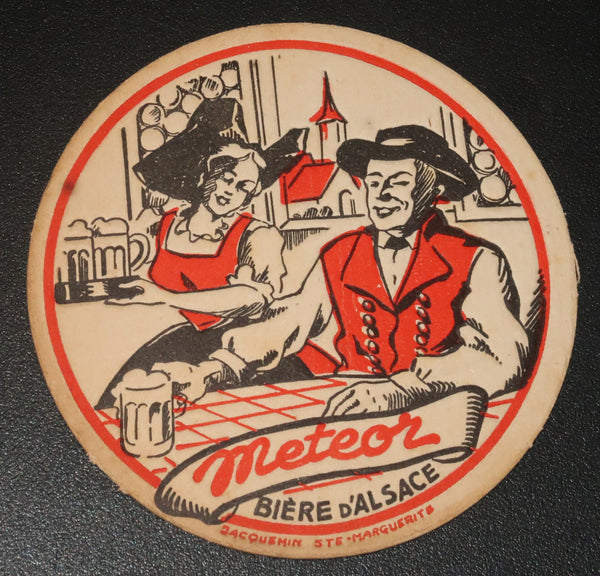 Meteor
BIÈRE D'ALSACE
JACQUEMIN STE-MARGUERITE